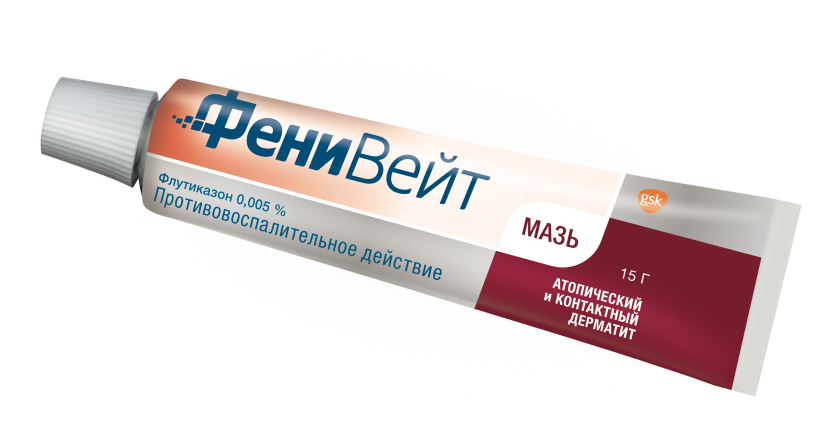 ФениВейт
Флутиказон 0,005 %
Противовоспалительное действие
МАЗЬ
gsk
15 Г
АТОПИЧЕСКИЙ
и КОНТАКТНЫЙ
ДЕРМАТИТ